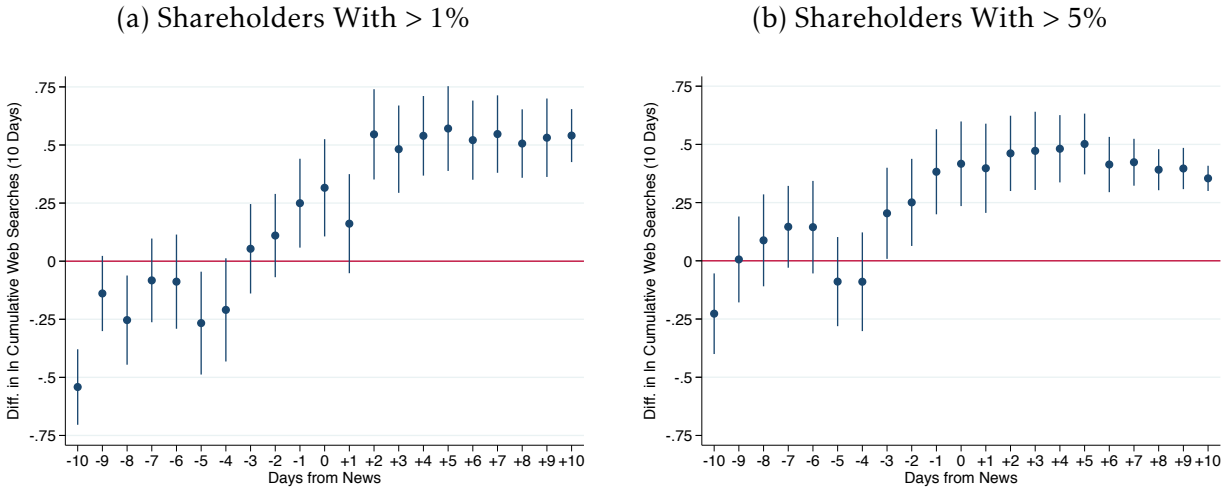 (a) Shareholders With > 1%
Diff. in ln Cumulative Web Searches (10 Days)
.75
.5
.25
0
-.25
-.5
-.75
-10 -9 -8 -7 -6 -5 -4 -3 -2 -1 0 +1 +2 +3 +4 +5 +6 +7 +8 +9 +10
Days from News
(b) Shareholders With > 5%
Diff. in ln Cumulative Web Searches (10 Days)
.75
.5
.25
0
-.25
-.5
-.75
-10 -9 -8 -7 -6 -5 -4 -3 -2 -1 0 +1 +2 +3 +4 +5 +6 +7 +8 +9 +10
Days from News